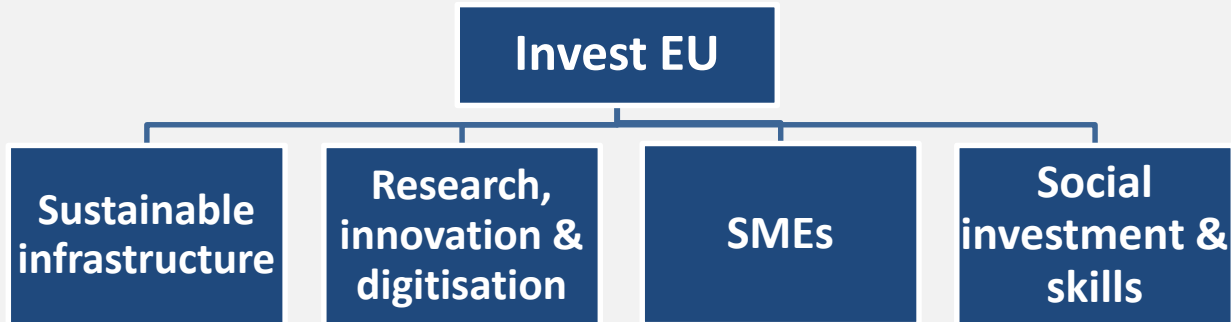 Invest EU
Sustainable
infrastructure
Research,
innovation &
digitisation
SMEs
Social
investment &
skills